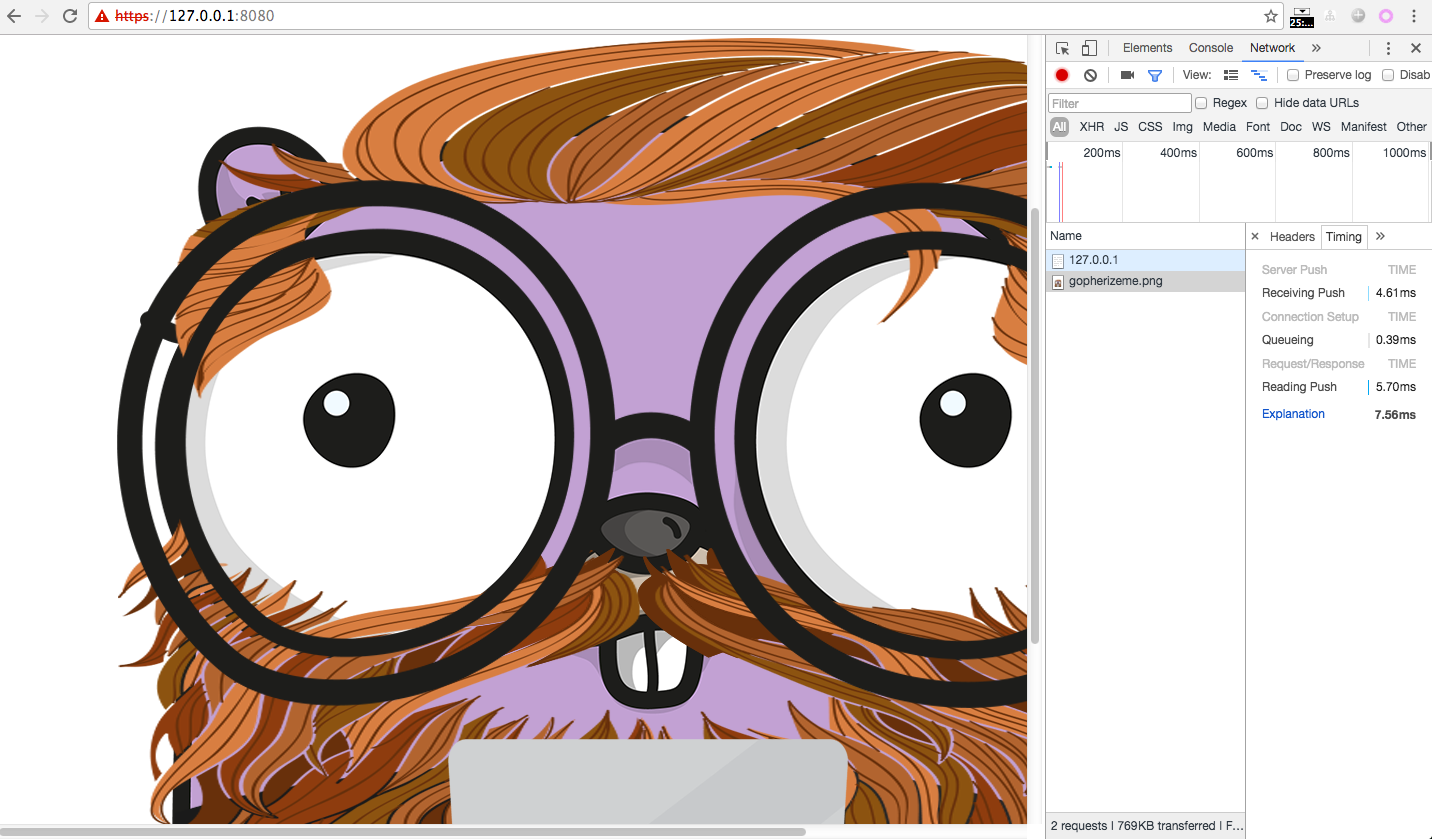 https://127.0.0.1:8080
25:...
Elements Console Network »
View: Preserve log Disab
Filter Regex Hide data URLs
All XHR JS CSS Img Media Font Doc WS Manifest Other
200ms 400ms 600ms 800ms 1000ms
Name
× Headers Timing »
127.0.0.1
gopherizeme.png
Server Push TIME
Receiving Push 4.61ms
Connection Setup TIME
Queueing 0.39ms
Request/Response TIME
Reading Push 5.70ms
Explanation 7.56ms
2 requests | 769KB transferred | F...